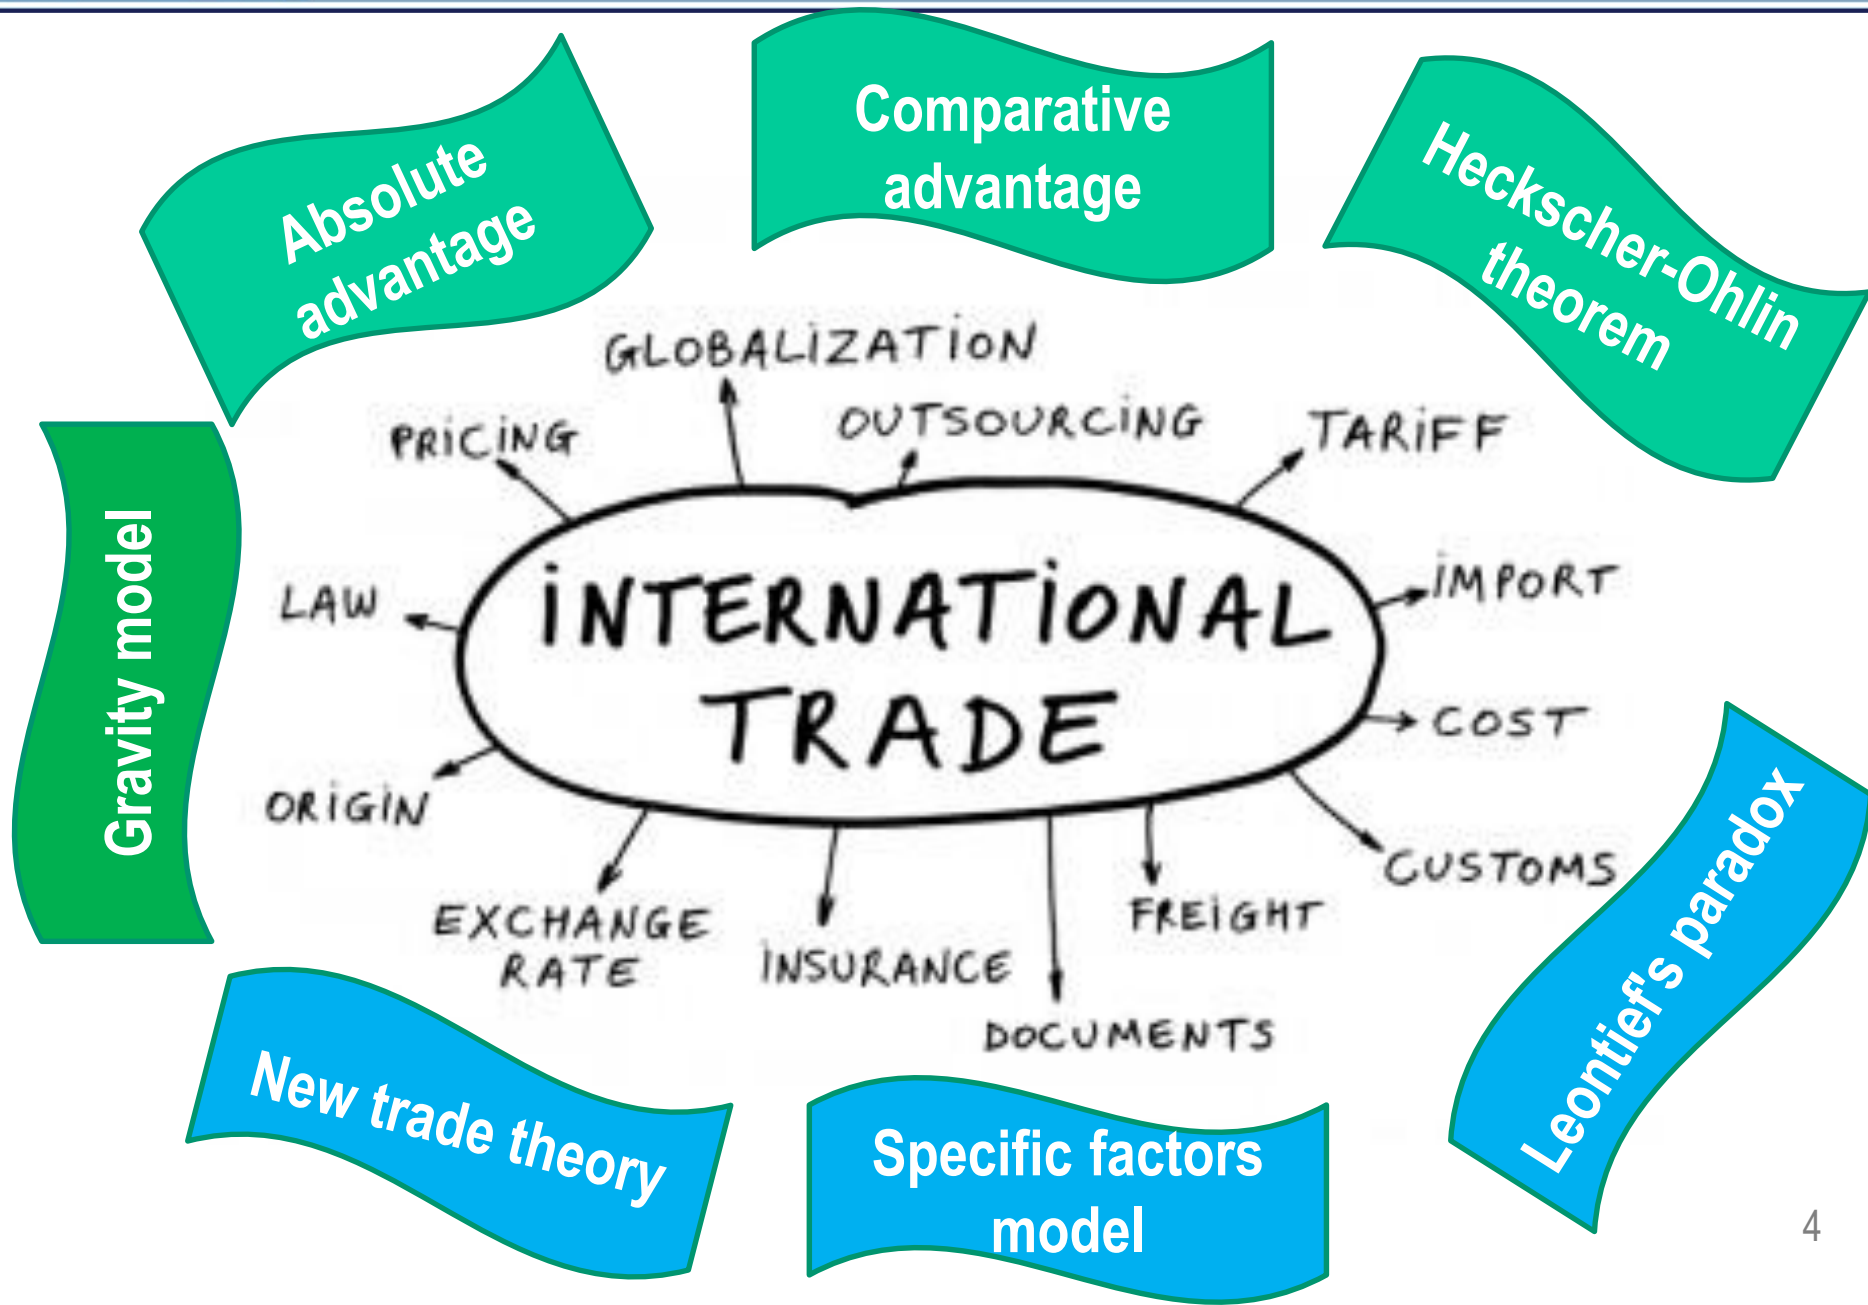 Absolute
advantage
Comparative
advantage
Heckscher-Ohlin
theorem
GLOBALIZATION
PRICING
OUTSOURCING
TARIFF
Gravity model
LAW
INTERNATIONAL
TRADE
IMPORT
COST
ORIGIN
CUSTOMS
EXCHANGE
RATE
INSURANCE
FREIGHT
DOCUMENTS
Leontief's paradox
New trade theory
Specific factors
model
4